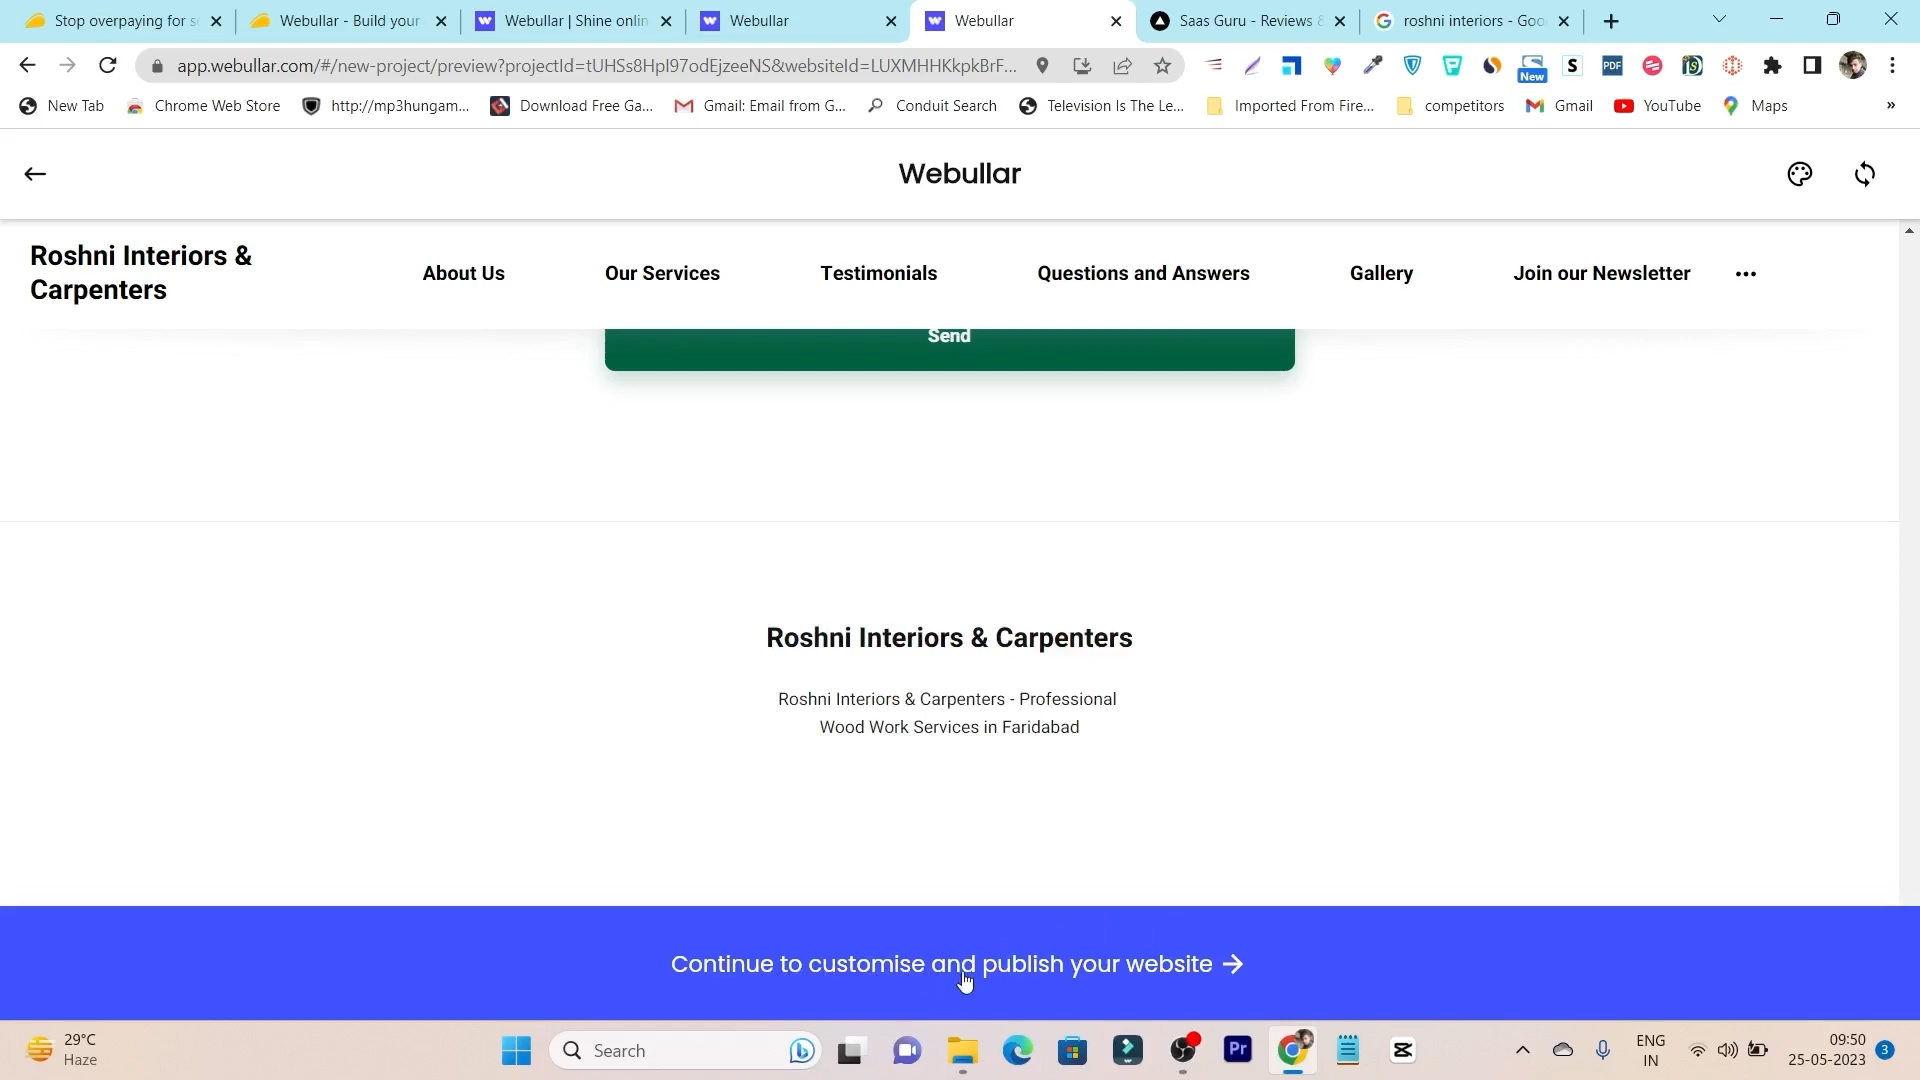 Stop overpaying for s
Webullar - Build your
Webullar | Shine onlin
Webullar
Webullar
Saas Guru - Reviews &
roshni interiors - Goo
app.webullar.com/#/new-project/preview?projectId=tUHSs8HpI97odEjzeeNS&websiteId=LUXMHHKkpkBrF...
New
S
PDF
New Tab
Chrome Web Store
http://mp3hungam...
Download Free Ga...
Gmail: Email from G...
Conduit Search
Television Is The Le...
Imported From Fire...
competitors
Gmail
YouTube
Maps
»
Webullar
Roshni Interiors &
Carpenters
About Us
Our Services
Testimonials
Questions and Answers
Gallery
Join our Newsletter
Send
Roshni Interiors & Carpenters
Roshni Interiors & Carpenters - Professional
Wood Work Services in Faridabad
Continue to customise and publish your website →
29°C
Haze
Search
Pr
ENG
IN
09:50
25-05-2023
3